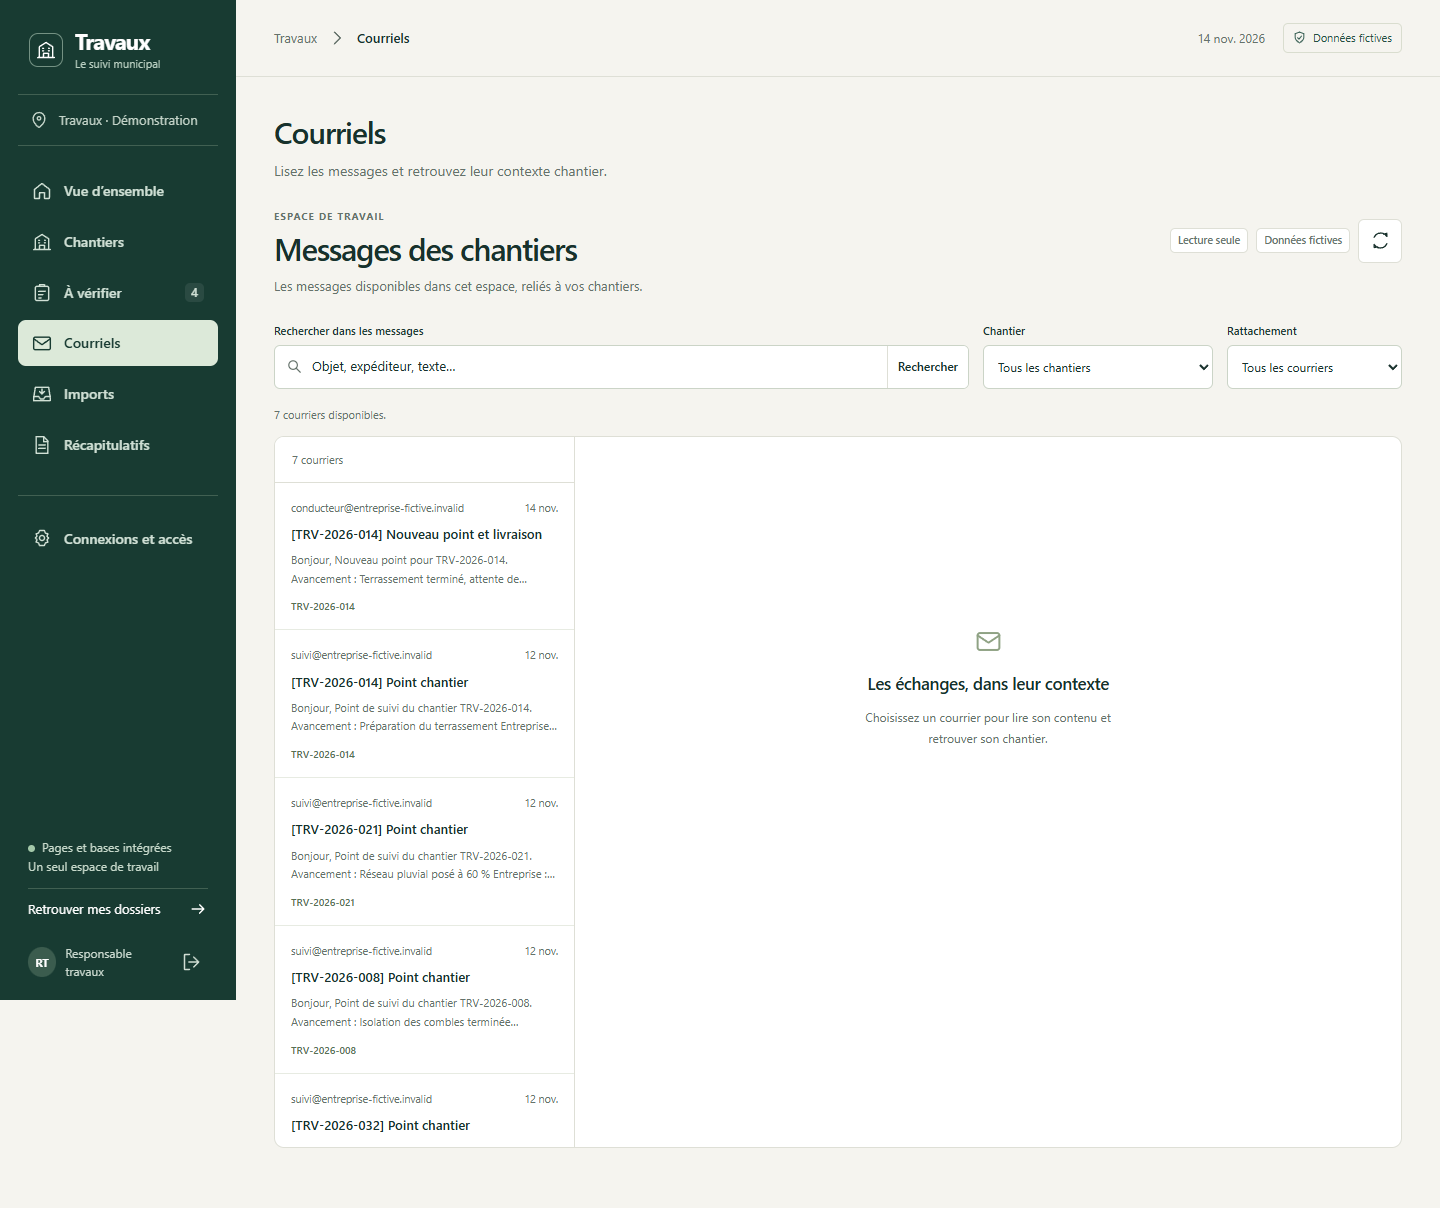 Travaux
Le suivi municipal
Travaux · Démonstration
Vue d’ensemble
Chantiers
À vérifier 4
Courriels
Imports
Récapitulatifs
Connexions et accès
Pages et bases intégrées
Un seul espace de travail
Retrouver mes dossiers
RT
Responsable
travaux
Travaux
Courriels
14 nov. 2026
Données fictives
Courriels
Lisez les messages et retrouvez leur contexte chantier.
ESPACE DE TRAVAIL
Messages des chantiers
Les messages disponibles dans cet espace, reliés à vos chantiers.
Lecture seule
Données fictives
Rechercher dans les messages
Objet, expéditeur, texte...
Rechercher
Chantier
Tous les chantiers
Rattachement
Tous les courriers
7 courriers disponibles.
7 courriers
conducteur@entreprise-fictive.invalid 14 nov.
[TRV-2026-014] Nouveau point et livraison
Bonjour, Nouveau point pour TRV-2026-014.
Avancement : Terrassement terminé, attente de...
TRV-2026-014
suivi@entreprise-fictive.invalid 12 nov.
[TRV-2026-014] Point chantier
Bonjour, Point de suivi du chantier TRV-2026-014.
Avancement : Préparation du terrassement Entreprise...
TRV-2026-014
suivi@entreprise-fictive.invalid 12 nov.
[TRV-2026-021] Point chantier
Bonjour, Point de suivi du chantier TRV-2026-021.
Avancement : Réseau pluvial posé à 60 % Entreprise :...
TRV-2026-021
suivi@entreprise-fictive.invalid 12 nov.
[TRV-2026-008] Point chantier
Bonjour, Point de suivi du chantier TRV-2026-008.
Avancement : Isolation des combles terminée...
TRV-2026-008
suivi@entreprise-fictive.invalid 12 nov.
[TRV-2026-032] Point chantier
Les échanges, dans leur contexte
Choisissez un courrier pour lire son contenu et
retrouver son chantier.